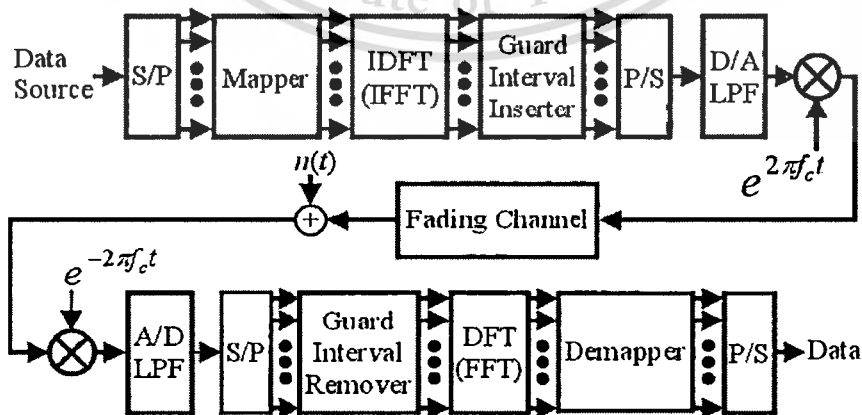 Data
Source
S/P
Mapper
IDFT
(IFFT)
Guard
Interval
Inserter
P/S
D/A
LPF
e^{2πf_c t}
n(t)
+
Fading Channel
e^{-2πf_c t}
A/D
LPF
S/P
Guard
Interval
Remover
DFT
(FFT)
Demapper
P/S
Data